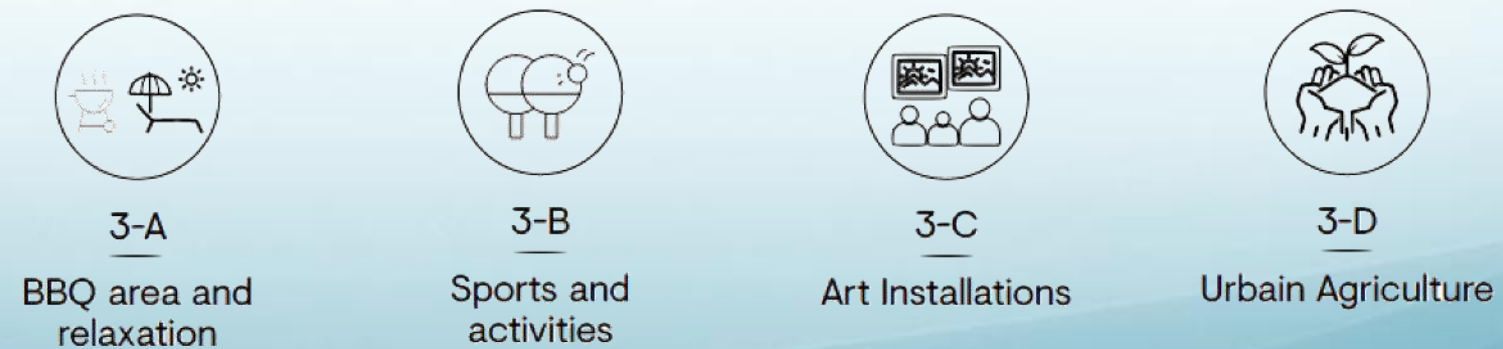 3-A
BBQ area and
relaxation
3-B
Sports and
activities
3-C
Art Installations
3-D
Urbain Agriculture